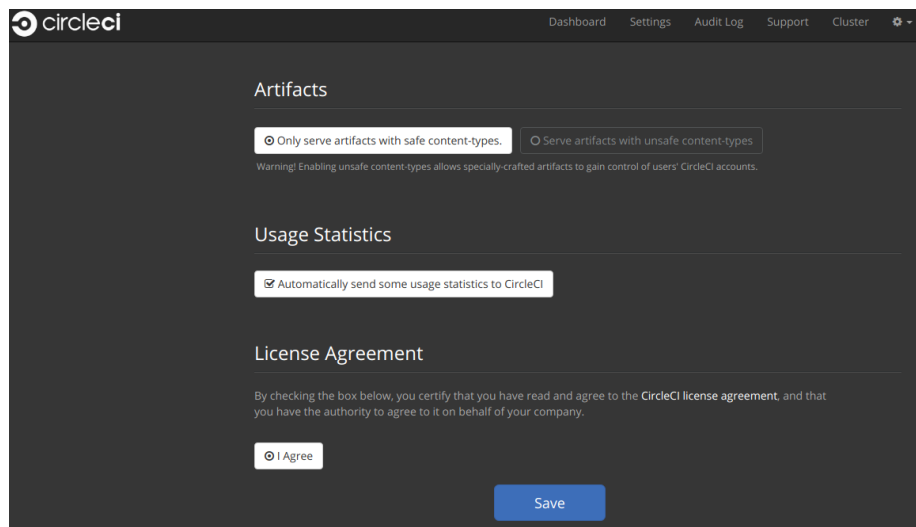 circleci
Dashboard Settings Audit Log Support Cluster
Artifacts
Only serve artifacts with safe content-types. Serve artifacts with unsafe content-types
Warning! Enabling unsafe content-types allows specially-crafted artifacts to gain control of users' CircleCI accounts.
Usage Statistics
Automatically send some usage statistics to CircleCI
License Agreement
By checking the box below, you certify that you have read and agree to the CircleCI license agreement, and that
you have the authority to agree to it on behalf of your company.
I Agree
Save